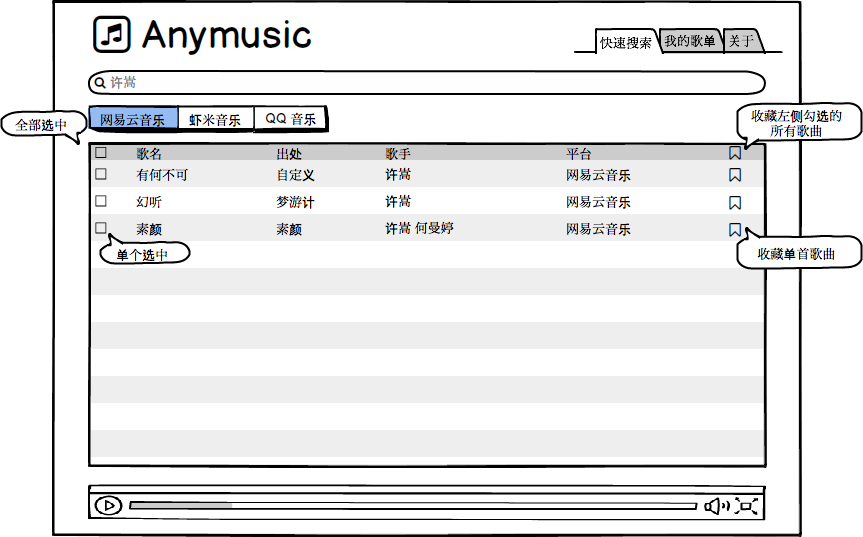 Anymusic
快速搜索 我的歌单 关于
许嵩
全部选中
网易云音乐 虾米音乐 QQ 音乐
收藏左侧勾选的
所有歌曲
歌名 出处 歌手 平台
有何不可 自定义 许嵩 网易云音乐
幻听 梦游计 许嵩 网易云音乐
素颜 素颜 许嵩 何曼婷 网易云音乐
单个选中
收藏单首歌曲